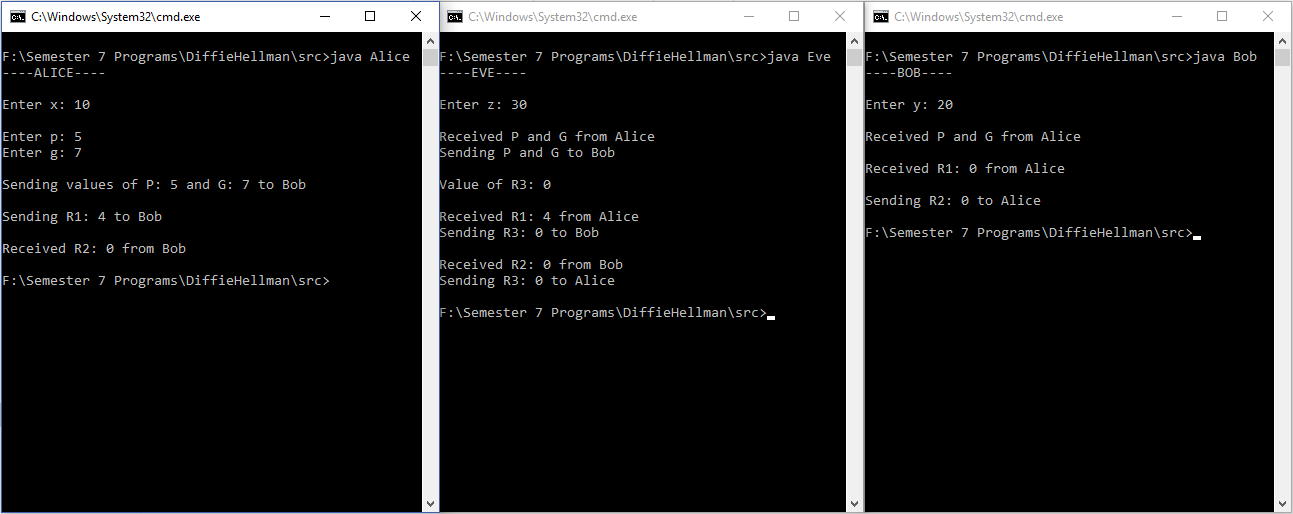 C:\Windows\System32\cmd.exe
F:\Semester 7 Programs\DiffieHellman\src>java Alice
----ALICE----
Enter x: 10
Enter p: 5
Enter g: 7
Sending values of P: 5 and G: 7 to Bob
Sending R1: 4 to Bob
Received R2: 0 from Bob
F:\Semester 7 Programs\DiffieHellman\src>
C:\Windows\System32\cmd.exe
F:\Semester 7 Programs\DiffieHellman\src>java Eve
----EVE----
Enter z: 30
Received P and G from Alice
Sending P and G to Bob
Value of R3: 0
Received R1: 4 from Alice
Sending R3: 0 to Bob
Received R2: 0 from Bob
Sending R3: 0 to Alice
F:\Semester 7 Programs\DiffieHellman\src>
C:\Windows\System32\cmd.exe
F:\Semester 7 Programs\DiffieHellman\src>java Bob
----BOB----
Enter y: 20
Received P and G from Alice
Received R1: 0 from Alice
Sending R2: 0 to Alice
F:\Semester 7 Programs\DiffieHellman\src>